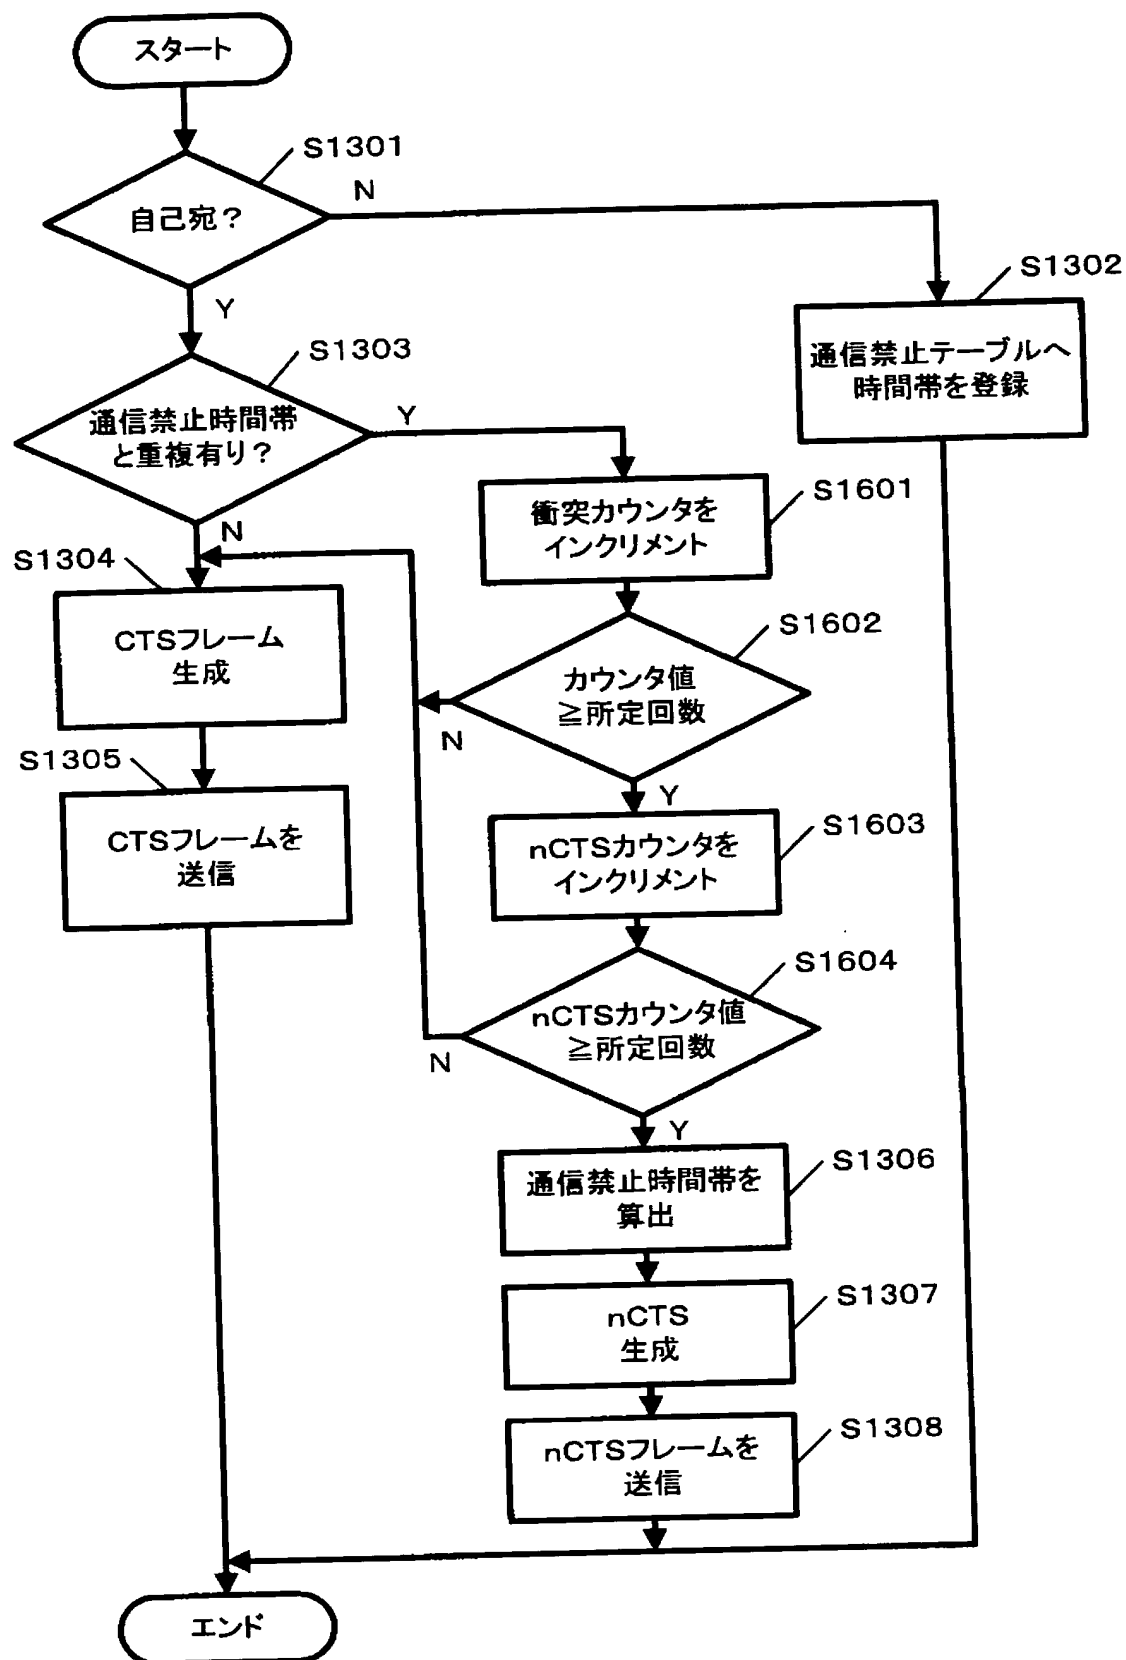 スタート
S1301
自己宛？
N
Y
S1302
通信禁止テーブルへ
時間帯を登録
S1303
通信禁止時間帯
と重複有り？
Y
N
S1601
衝突カウンタを
インクリメント
S1304
CTSフレーム
生成
S1602
カウンタ値
≧所定回数
N
Y
S1305
CTSフレームを
送信
S1603
nCTSカウンタを
インクリメント
S1604
nCTSカウンタ値
≧所定回数
N
Y
S1306
通信禁止時間帯を
算出
S1307
nCTS
生成
S1308
nCTSフレームを
送信
エンド